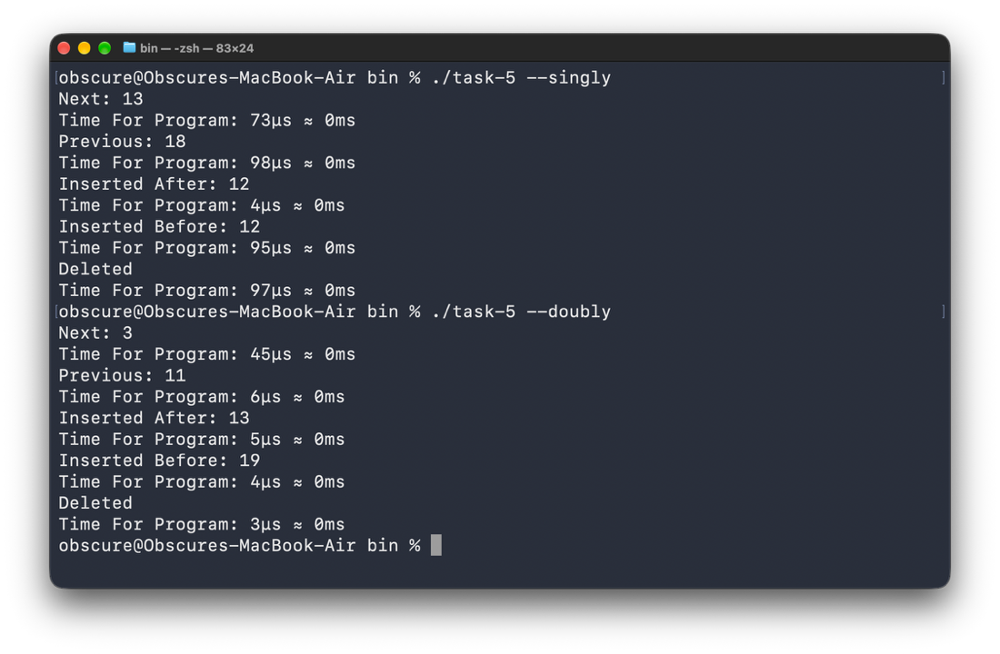 bin — -zsh — 83×24
[obscure@Obscures-MacBook-Air bin % ./task-5 --singly ]
Next: 13
Time For Program: 73µs ≈ 0ms
Previous: 18
Time For Program: 98µs ≈ 0ms
Inserted After: 12
Time For Program: 4µs ≈ 0ms
Inserted Before: 12
Time For Program: 95µs ≈ 0ms
Deleted
Time For Program: 97µs ≈ 0ms
[obscure@Obscures-MacBook-Air bin % ./task-5 --doubly ]
Next: 3
Time For Program: 45µs ≈ 0ms
Previous: 11
Time For Program: 6µs ≈ 0ms
Inserted After: 13
Time For Program: 5µs ≈ 0ms
Inserted Before: 19
Time For Program: 4µs ≈ 0ms
Deleted
Time For Program: 3µs ≈ 0ms
obscure@Obscures-MacBook-Air bin %